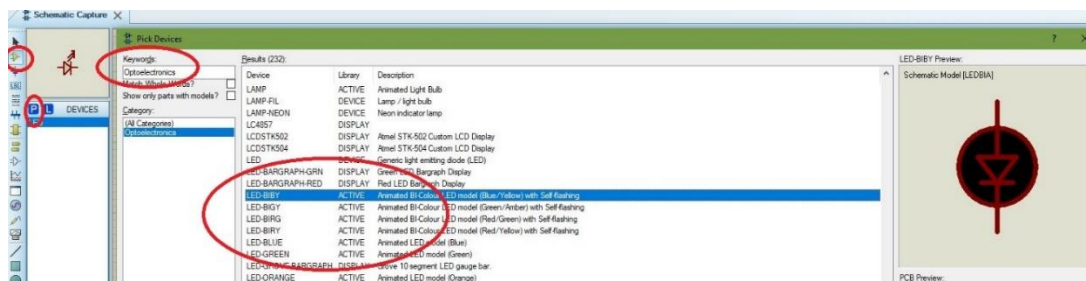 Schematic Capture
Pick Devices
Keywords:
Optoelectronics
Match Whole Words?
Show only parts with models?
Category:
(All Categories)
Optoelectronics
P L DEVICES
LBL
Results (232):
Device Library Description
LAMP ACTIVE Animated Light Bulb
LAMP-FIL DEVICE Lamp / light bulb
LAMP-NEON DEVICE Neon indicator lamp
LC4857 DISPLAY
LCDSTK502 DISPLAY Atmel STK-502 Custom LCD Display
LCDSTK504 DISPLAY Atmel STK-504 Custom LCD Display
LED DEVICE Generic light emitting diode (LED)
LED-BARGRAPH-GRN DISPLAY Green LED Bargraph Display
LED-BARGRAPH-RED DISPLAY Red LED Bargraph Display
LED-BIBY ACTIVE Animated BI-Colour LED model (Blue/Yellow) with Self-flashing
LED-BIGY ACTIVE Animated BI-Colour LED model (Green/Amber) with Self-flashing
LED-BIRG ACTIVE Animated BI-Colour LED model (Red/Green) with Self-flashing
LED-BIRY ACTIVE Animated BI-Colour LED model (Red/Yellow) with Self-flashing
LED-BLUE ACTIVE Animated LED model (Blue)
LED-GREEN ACTIVE Animated LED model (Green)
LED-GROVE-BARGRAPH DISPLAY Grove 10 segment LED gauge bar.
LED-ORANGE ACTIVE Animated LED model (Orange)
LED-BIBY Preview:
Schematic Model [LEDBIA]
PCB Preview: